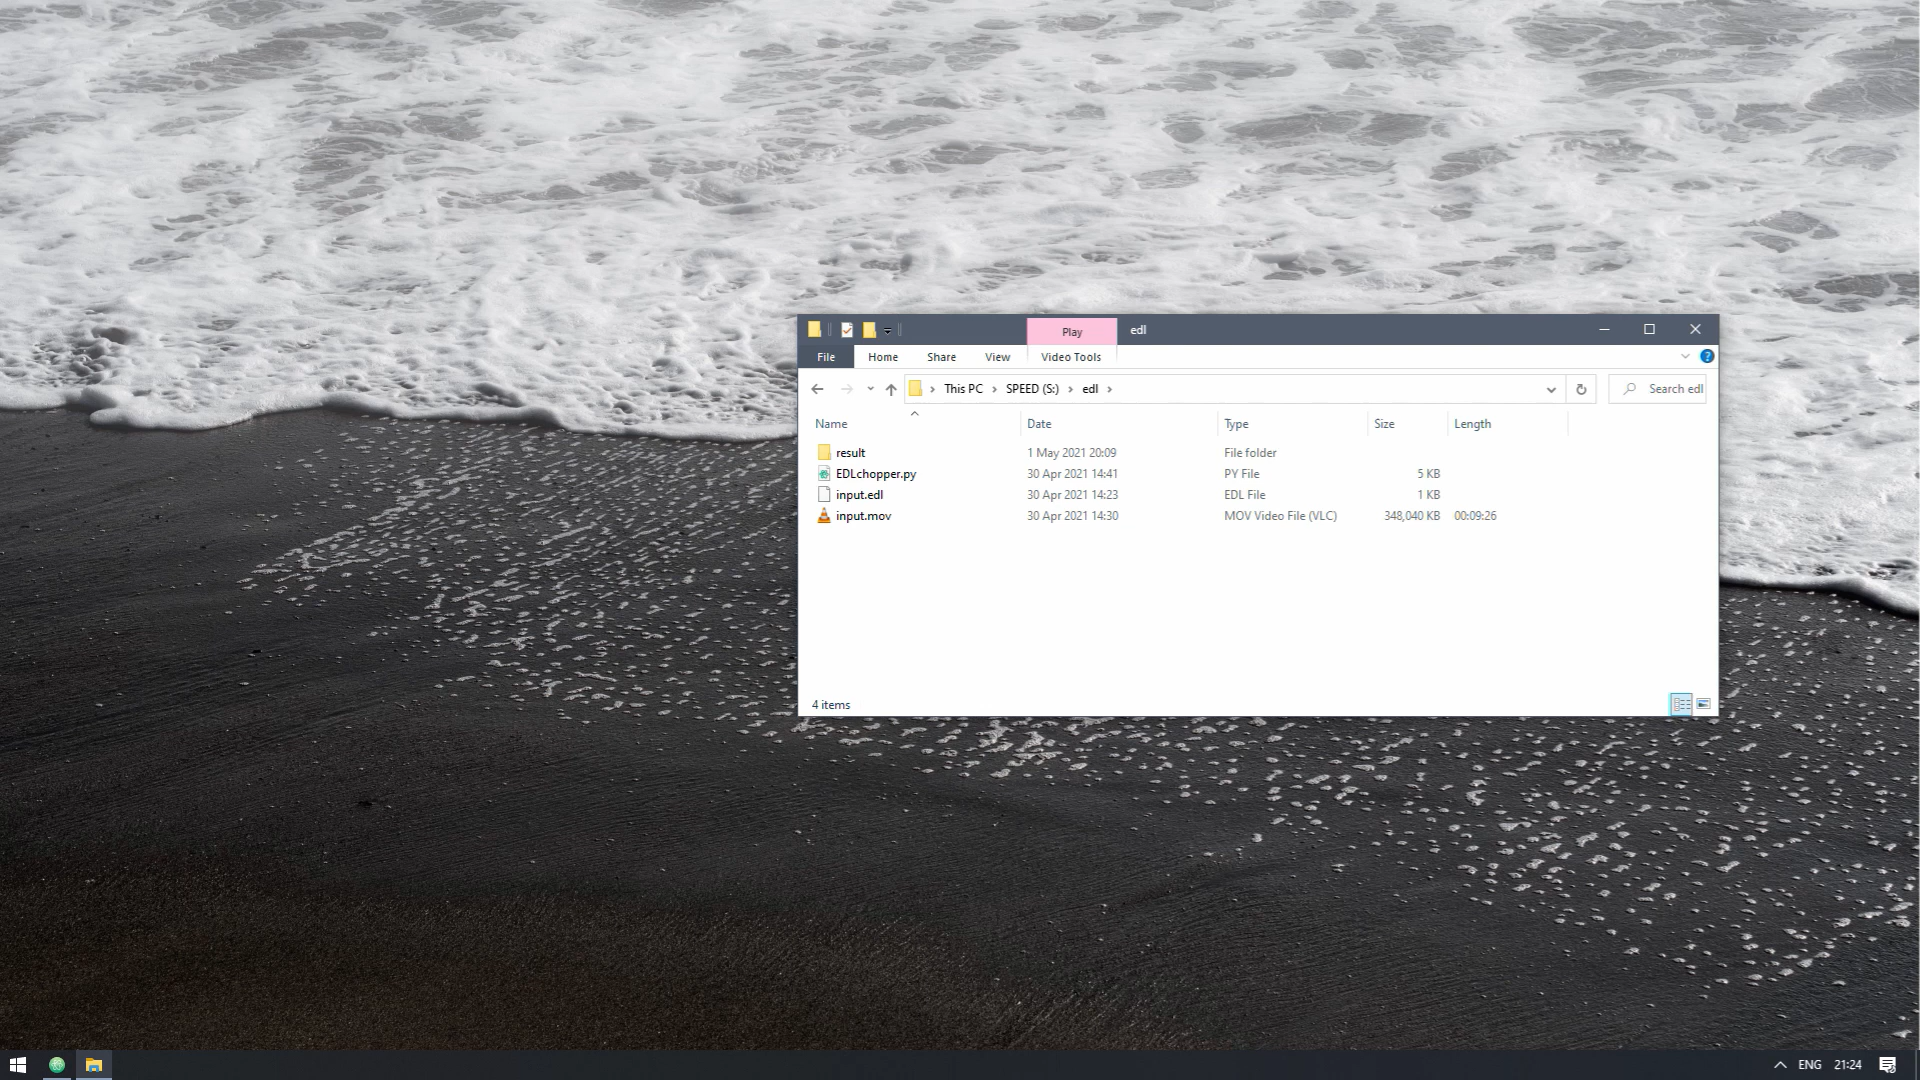 Play
edl
File
Home
Share
View
Video Tools
This PC
SPEED (S:)
edl
Search edl
Name
Date
Type
Size
Length
result
1 May 2021 20:09
File folder
EDLchopper.py
30 Apr 2021 14:41
PY File
5 KB
input.edl
30 Apr 2021 14:23
EDL File
1 KB
input.mov
30 Apr 2021 14:30
MOV Video File (VLC)
348,040 KB
00:09:26
4 items
ENG
21:24